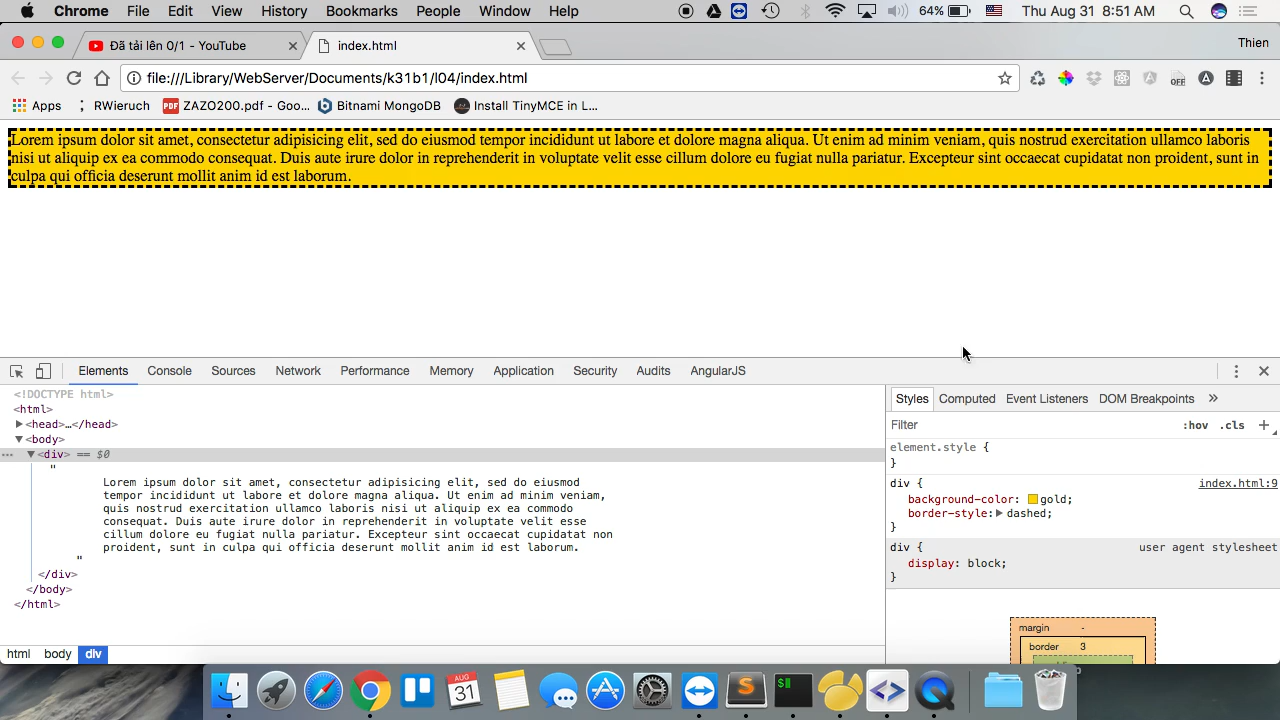 Chrome File Edit View History Bookmarks People Window Help 64% Thu Aug 31 8:51 AM
Đã tải lên 0/1 - YouTube index.html Thien
file:///Library/WebServer/Documents/k31b1/l04/index.html OFF
Apps RWieruch PDF ZAZO200.pdf - Goo... Bitnami MongoDB Install TinyMCE in L...
Lorem ipsum dolor sit amet, consectetur adipisicing elit, sed do eiusmod tempor incididunt ut labore et dolore magna aliqua. Ut enim ad minim veniam, quis nostrud exercitation ullamco laboris
nisi ut aliquip ex ea commodo consequat. Duis aute irure dolor in reprehenderit in voluptate velit esse cillum dolore eu fugiat nulla pariatur. Excepteur sint occaecat cupidatat non proident, sunt in
culpa qui officia deserunt mollit anim id est laborum.
Elements Console Sources Network Performance Memory Application Security Audits AngularJS
<!DOCTYPE html>
<html>
<head>…</head>
<body>
<div> == $0
"
Lorem ipsum dolor sit amet, consectetur adipisicing elit, sed do eiusmod
tempor incididunt ut labore et dolore magna aliqua. Ut enim ad minim veniam,
quis nostrud exercitation ullamco laboris nisi ut aliquip ex ea commodo
consequat. Duis aute irure dolor in reprehenderit in voluptate velit esse
cillum dolore eu fugiat nulla pariatur. Excepteur sint occaecat cupidatat non
proident, sunt in culpa qui officia deserunt mollit anim id est laborum.
"
</div>
</body>
</html>
html body div
Styles Computed Event Listeners DOM Breakpoints »
Filter :hov .cls +
element.style {
}
div { index.html:9
background-color: gold;
border-style: dashed;
}
div { user agent stylesheet
display: block;
}
margin -
border 3
AUG
31